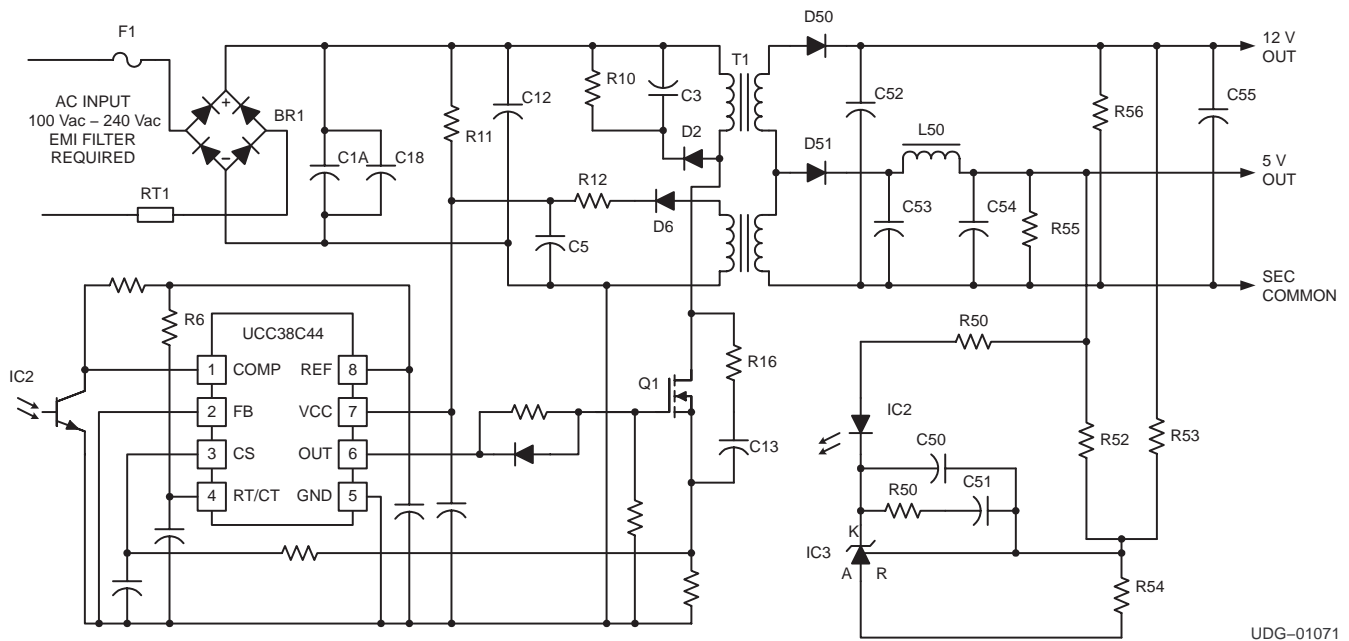 F1
D50
12 V
OUT
T1
R10
C3
C12
C52
R56
C55
AC INPUT
100 Vac – 240 Vac
EMI FILTER
REQUIRED
+
BR1
–
R11
D2
D51
L50
C1A
C18
5 V
OUT
RT1
R12
D6
C53
C54
R55
C5
SEC
COMMON
R6
UCC38C44
R50
R16
IC2
1 COMP REF 8
Q1
2 FB VCC 7
IC2
R52
R53
3 CS OUT 6
C13
C50
4 RT/CT GND 5
R50
C51
K
IC3
A
R
R54
UDG–01071